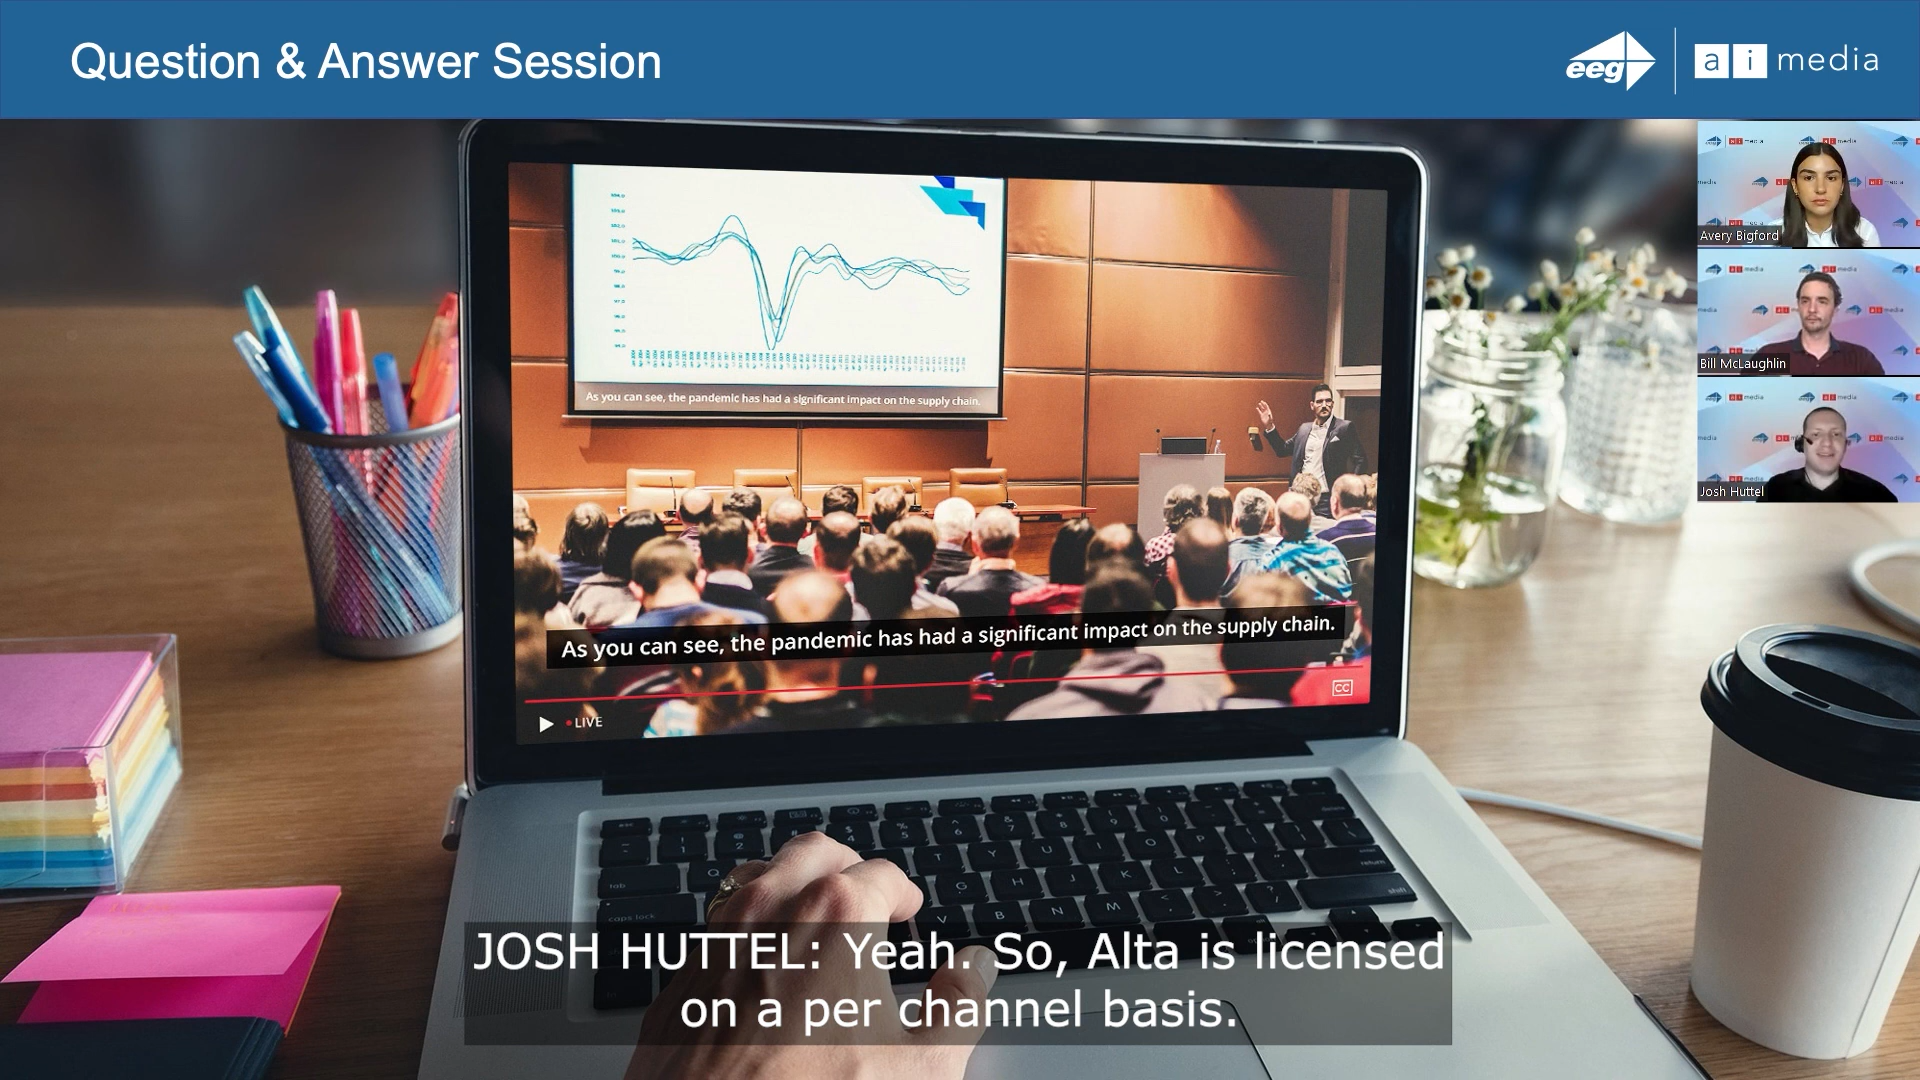 Question & Answer Session
eeg
ai media
Avery Bigford
Bill McLaughlin
Josh Huttel
As you can see, the pandemic has had a significant impact on the supply chain.
As you can see, the pandemic has had a significant impact on the supply chain.
CC
LIVE
JOSH HUTTEL: Yeah. So, Alta is licensed
on a per channel basis.